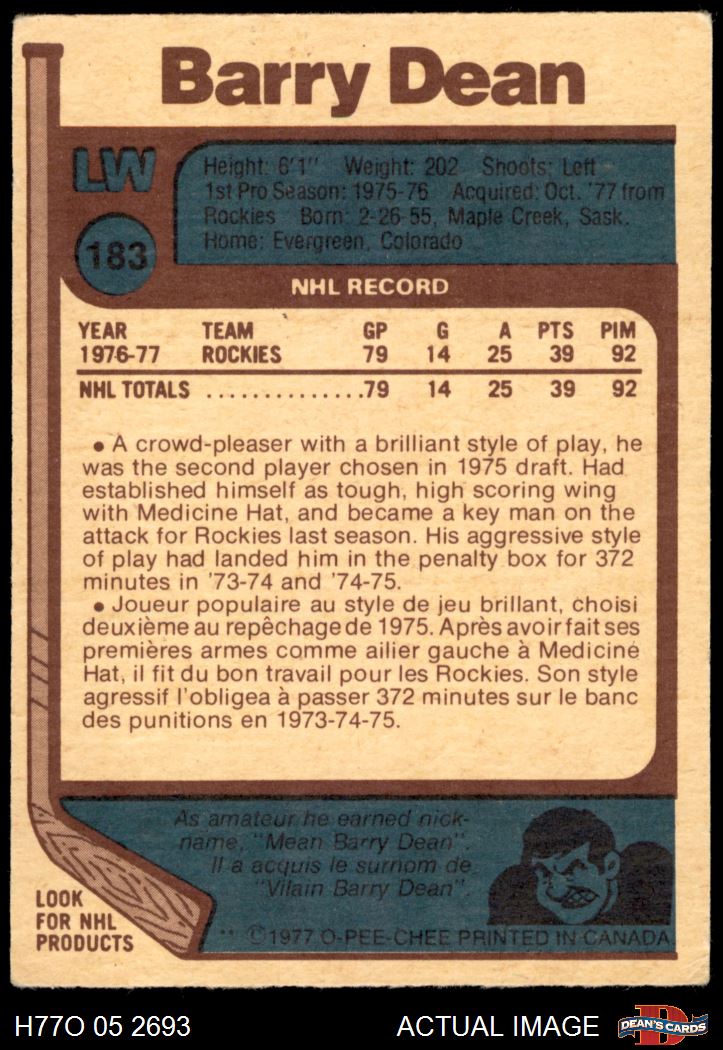 Barry Dean
LW
183
Height: 6'1" Weight: 202 Shoots: Left
1st Pro Season: 1975-76 Acquired: Oct. '77 from
Rockies Born: 2-26-55, Maple Creek, Sask.
Home: Evergreen, Colorado
NHL RECORD
YEAR TEAM GP G A PTS PIM
1976-77 ROCKIES 79 14 25 39 92
NHL TOTALS ..............79 14 25 39 92
• A crowd-pleaser with a brilliant style of play, he
was the second player chosen in 1975 draft. Had
established himself as tough, high scoring wing
with Medicine Hat, and became a key man on the
attack for Rockies last season. His aggressive style
of play had landed him in the penalty box for 372
minutes in '73-74 and '74-75.
• Joueur populaire au style de jeu brillant, choisi
deuxième au repêchage de 1975. Après avoir fait ses
premières armes comme ailier gauche à Medicine
Hat, il fit du bon travail pour les Rockies. Son style
agressif l'obligea à passer 372 minutes sur le banc
des punitions en 1973-74-75.
As amateur he earned nick-
name, "Mean Barry Dean".
Il a acquis le surnom de
"Vilain Barry Dean".
LOOK
FOR NHL
PRODUCTS
** ©1977 O-PEE-CHEE PRINTED IN CANADA
H77O 05 2693
ACTUAL IMAGE
D
DEAN'S CARDS